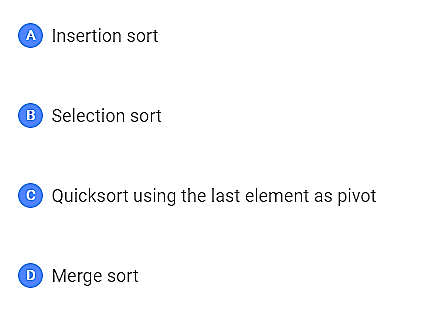 A Insertion sort
B Selection sort
C Quicksort using the last element as pivot
D Merge sort